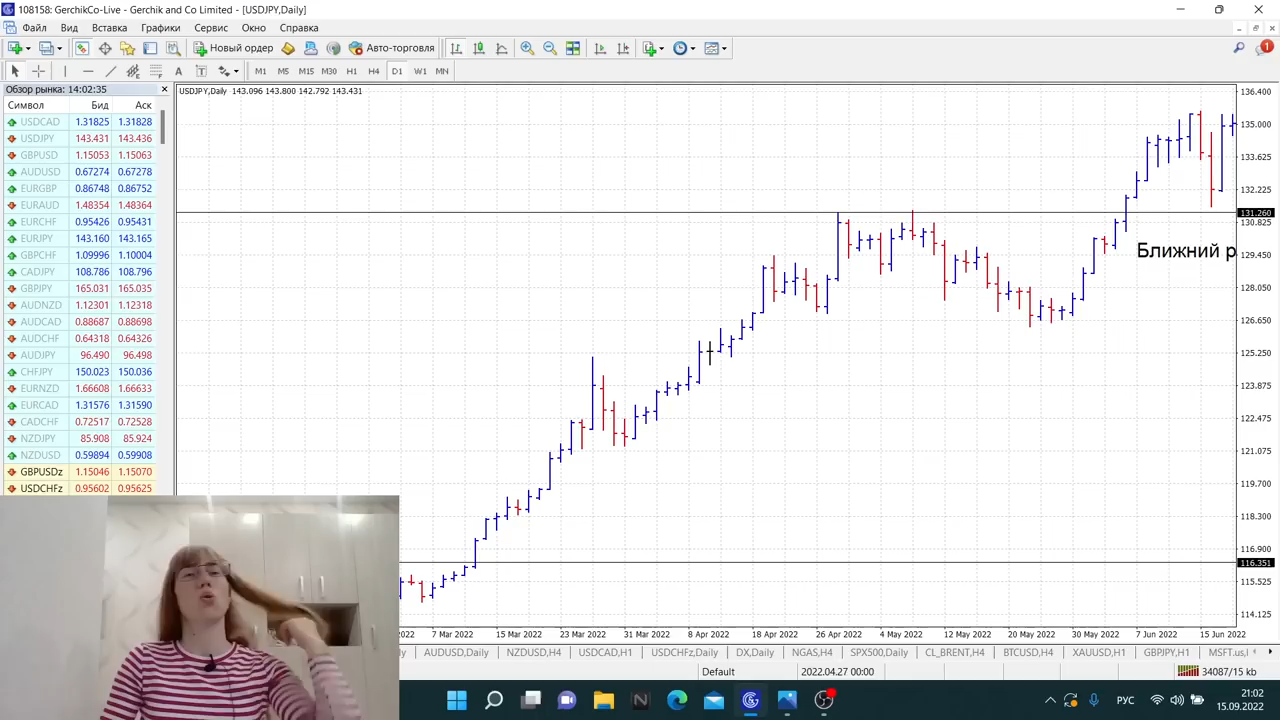 108158: GerchikCo-Live - Gerchik and Co Limited - [USDJPY,Daily]
Файл Вид Вставка Графики Сервис Окно Справка
Новый ордер Авто-торговля 1
A T M1 M5 M15 M30 H1 H4 D1 W1 MN
Обзор рынка: 14:02:35
Символ Бид Аск
USDCAD 1.31825 1.31828
USDJPY 143.431 143.436
GBPUSD 1.15053 1.15063
AUDUSD 0.67274 0.67278
EURGBP 0.86748 0.86752
EURAUD 1.48354 1.48364
EURCHF 0.95426 0.95431
EURJPY 143.160 143.165
GBPCHF 1.09996 1.10004
CADJPY 108.786 108.796
GBPJPY 165.031 165.035
AUDNZD 1.12301 1.12318
AUDCAD 0.88687 0.88698
AUDCHF 0.64318 0.64326
AUDJPY 96.490 96.498
CHFJPY 150.023 150.036
EURNZD 1.66608 1.66633
EURCAD 1.31576 1.31590
CADCHF 0.72517 0.72528
NZDJPY 85.908 85.924
NZDUSD 0.59894 0.59908
GBPUSDz 1.15046 1.15070
USDCHFz 0.95602 0.95625
USDJPY,Daily 143.096 143.800 142.792 143.431
Ближний р
136.400
135.000
133.625
132.225
131.260
130.825
129.450
128.050
126.650
125.250
123.875
122.475
121.075
119.700
118.300
116.900
116.351
115.525
114.125
2022 7 Mar 2022 15 Mar 2022 23 Mar 2022 31 Mar 2022 8 Apr 2022 18 Apr 2022 26 Apr 2022 4 May 2022 12 May 2022 20 May 2022 30 May 2022 7 Jun 2022 15 Jun 2022
AUDUSD,Daily NZDUSD,H4 USDCAD,H1 USDCHFz,Daily DX,Daily NGAS,H4 SPX500,Daily CL_BRENT,H4 BTCUSD,H4 XAUUSD,H1 GBPJPY,H1 MSFT.us,
Default 2022.04.27 00:00 34087/15 kb
РУС 21:02
15.09.2022